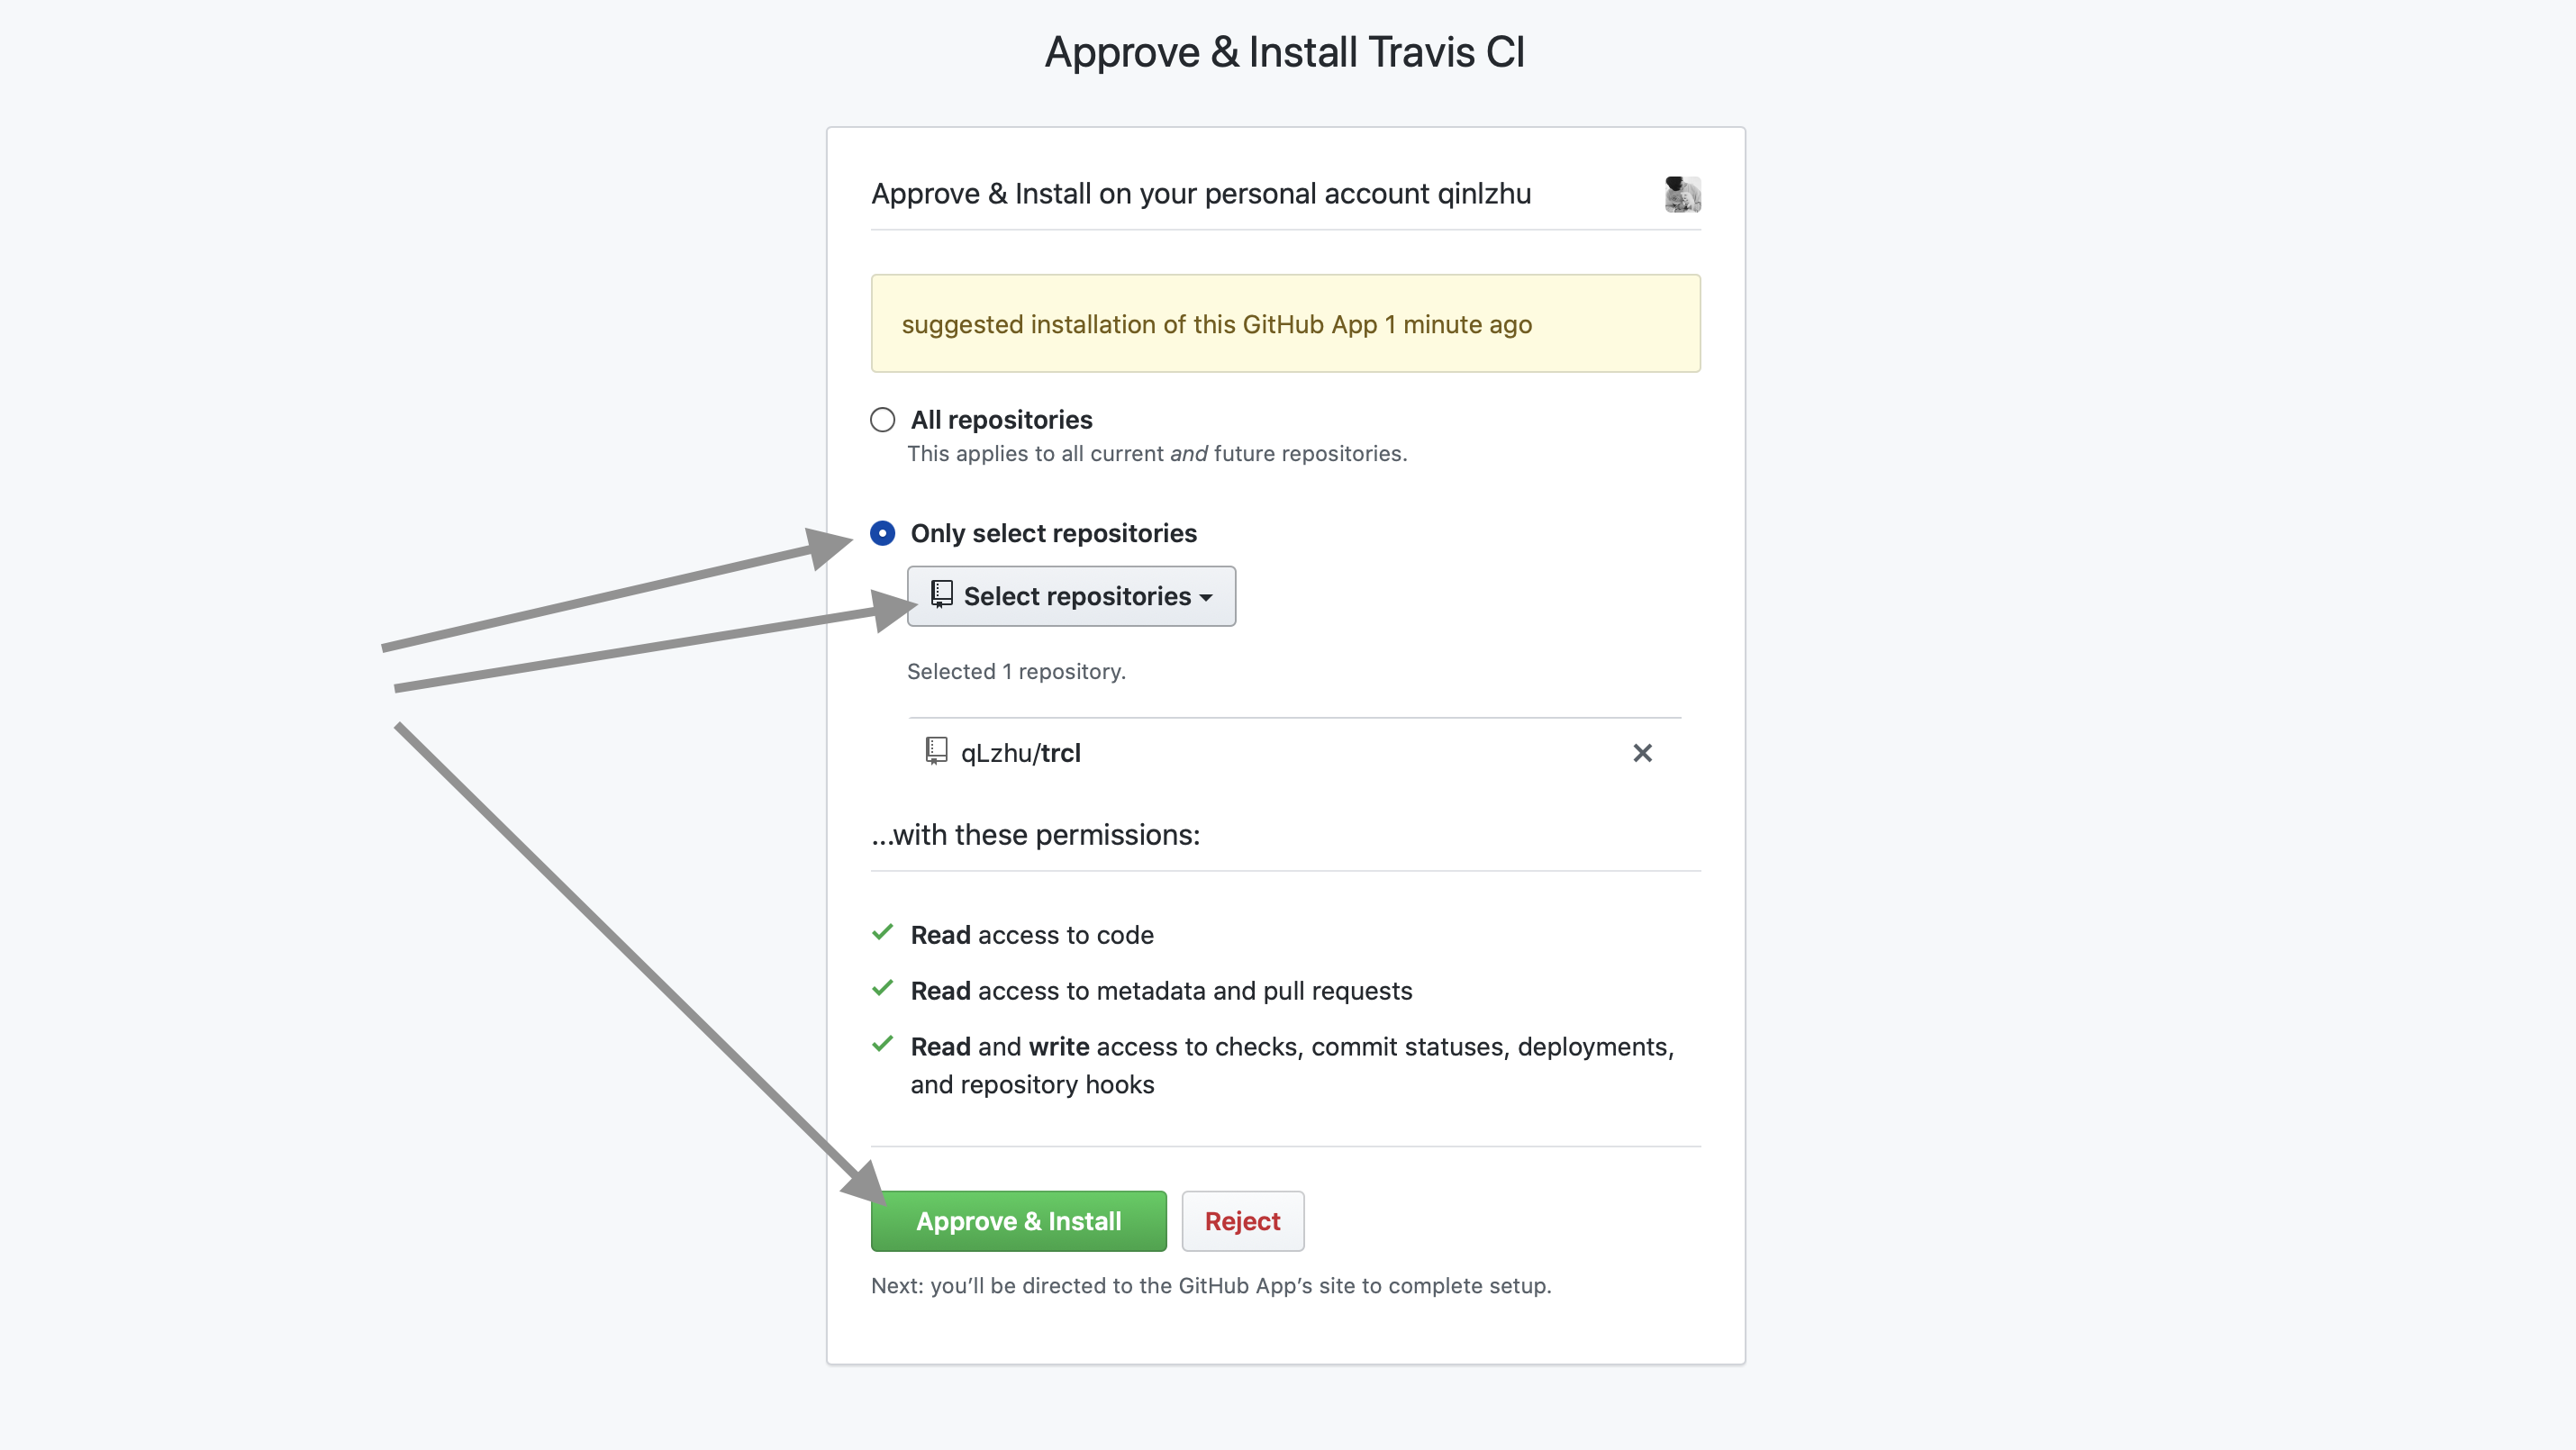 Approve & Install Travis CI
Approve & Install on your personal account qinlzhu
suggested installation of this GitHub App 1 minute ago
All repositories
This applies to all current and future repositories.
Only select repositories
Select repositories
Selected 1 repository.
qLzhu/trcl
...with these permissions:
Read access to code
Read access to metadata and pull requests
Read and write access to checks, commit statuses, deployments,
and repository hooks
Approve & Install
Reject
Next: you’ll be directed to the GitHub App’s site to complete setup.